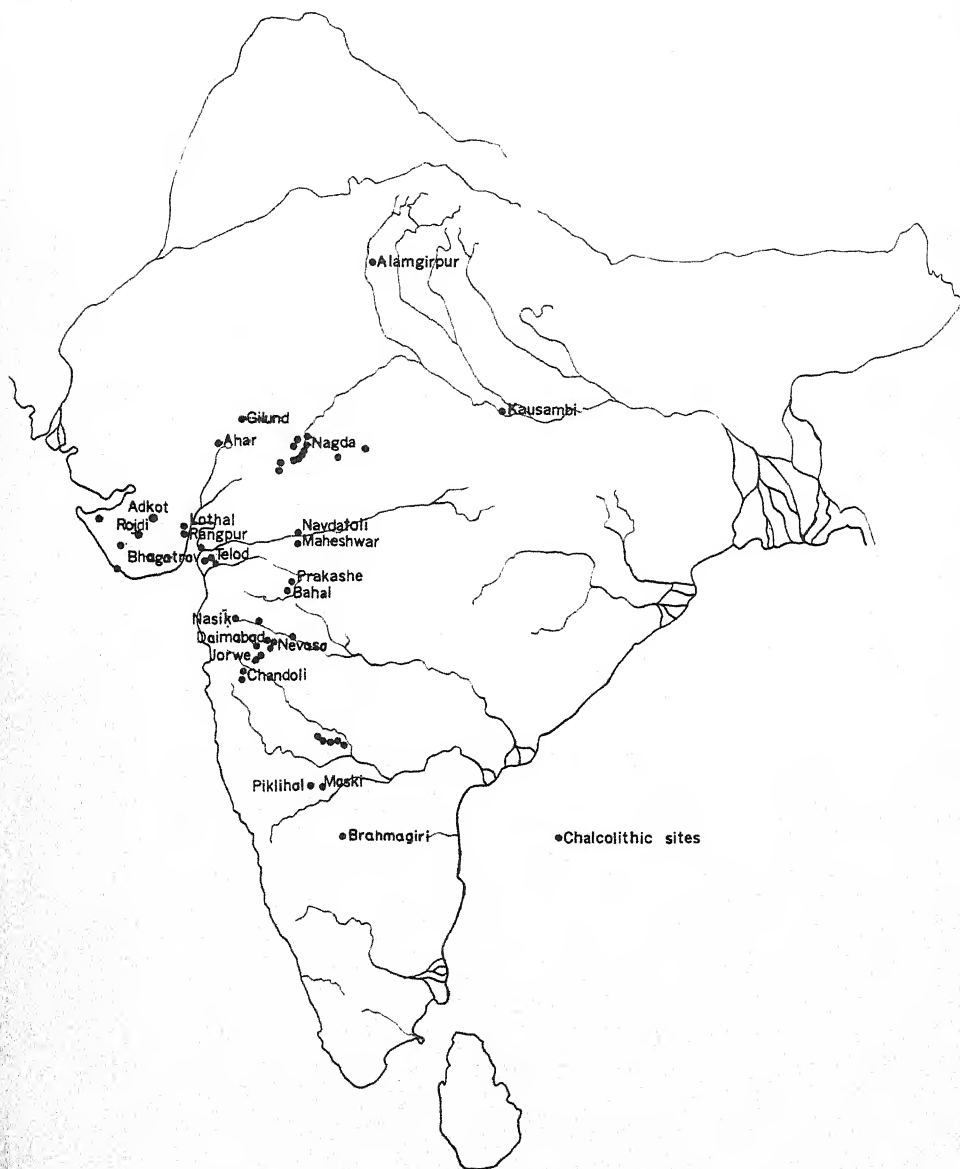 Alamgirpur
Kausambi
Gilund
Ahar
Nagda
Adkot
Lothal
Roidi
Rangpur
Navdatoli
Maheshwar
Bhagatrav
Telod
Prakashe
Bahal
Nasik
Daimabad
Nevasa
Jorwe
Chandoli
Piklihal
Maski
Brahmagiri
Chalcolithic sites